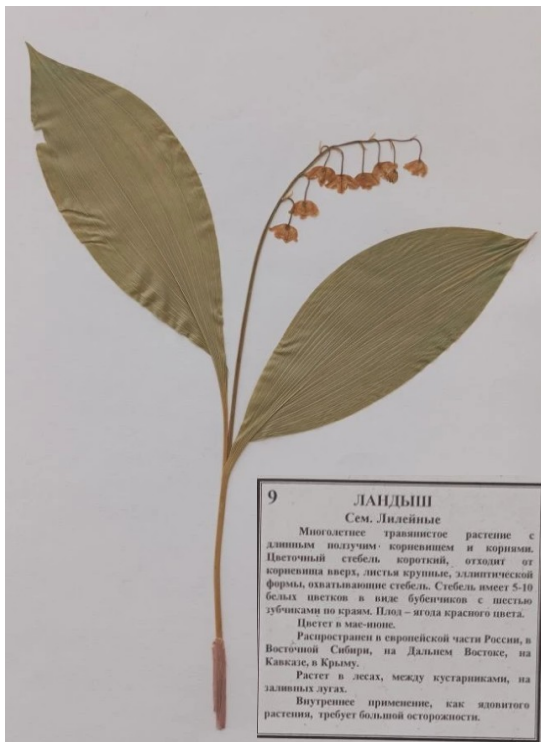 9
ЛАНДЫШ
Сем. Лилейные
Многолетнее травянистое растение с
длинным ползучим корневищем и корнями.
Цветочный стебель короткий, отходит от
корневища вверх, листья крупные, эллиптической
формы, охватывающие стебель. Стебель имеет 5-10
белых цветков в виде бубенчиков с шестью
зубчиками по краям. Плод – ягода красного цвета.
Цветет в мае-июне.
Распространен в европейской части России, в
Восточной Сибири, на Дальнем Востоке, на
Кавказе, в Крыму.
Растет в лесах, между кустарниками, на
заливных лугах.
Внутреннее применение, как ядовитого
растения, требует большой осторожности.